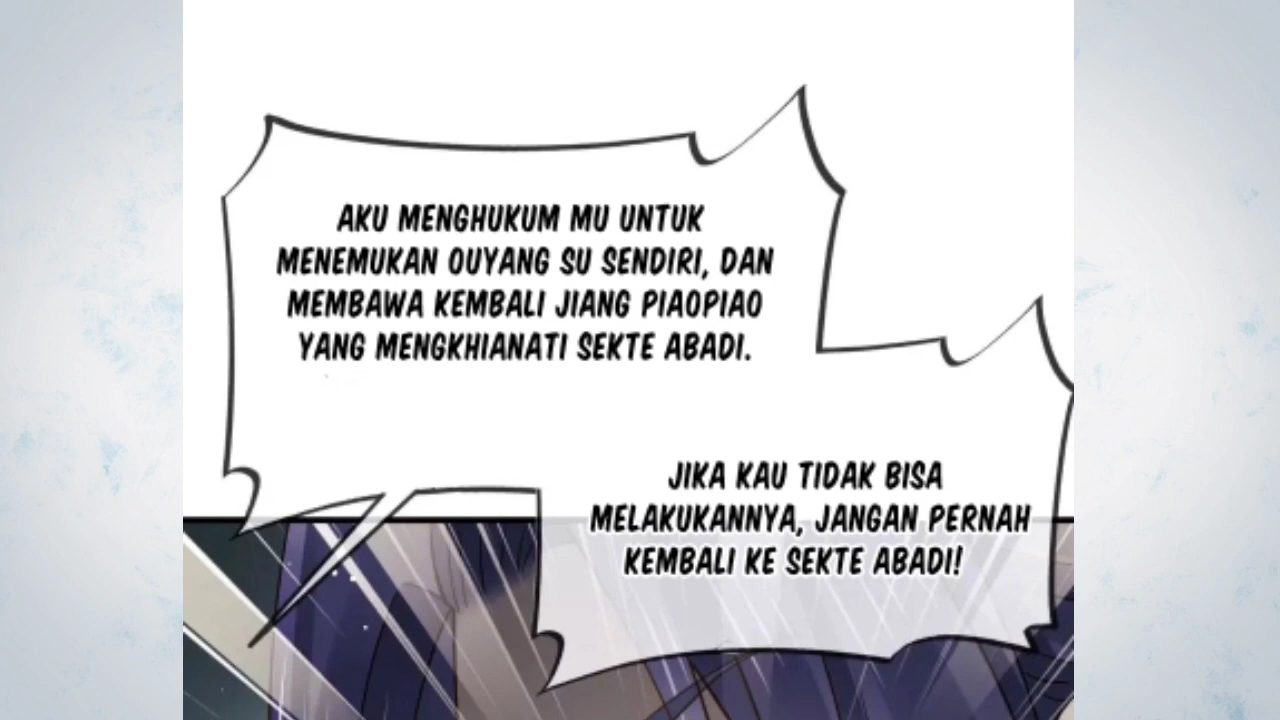 AKU MENGHUKUM MU UNTUK
MENEMUKAN OUYANG SU SENDIRI, DAN
MEMBAWA KEMBALI JIANG PIAOPIAO
YANG MENGKHIANATI SEKTE ABADI.
JIKA KAU TIDAK BISA
MELAKUKANNYA, JANGAN PERNAH
KEMBALI KE SEKTE ABADI!